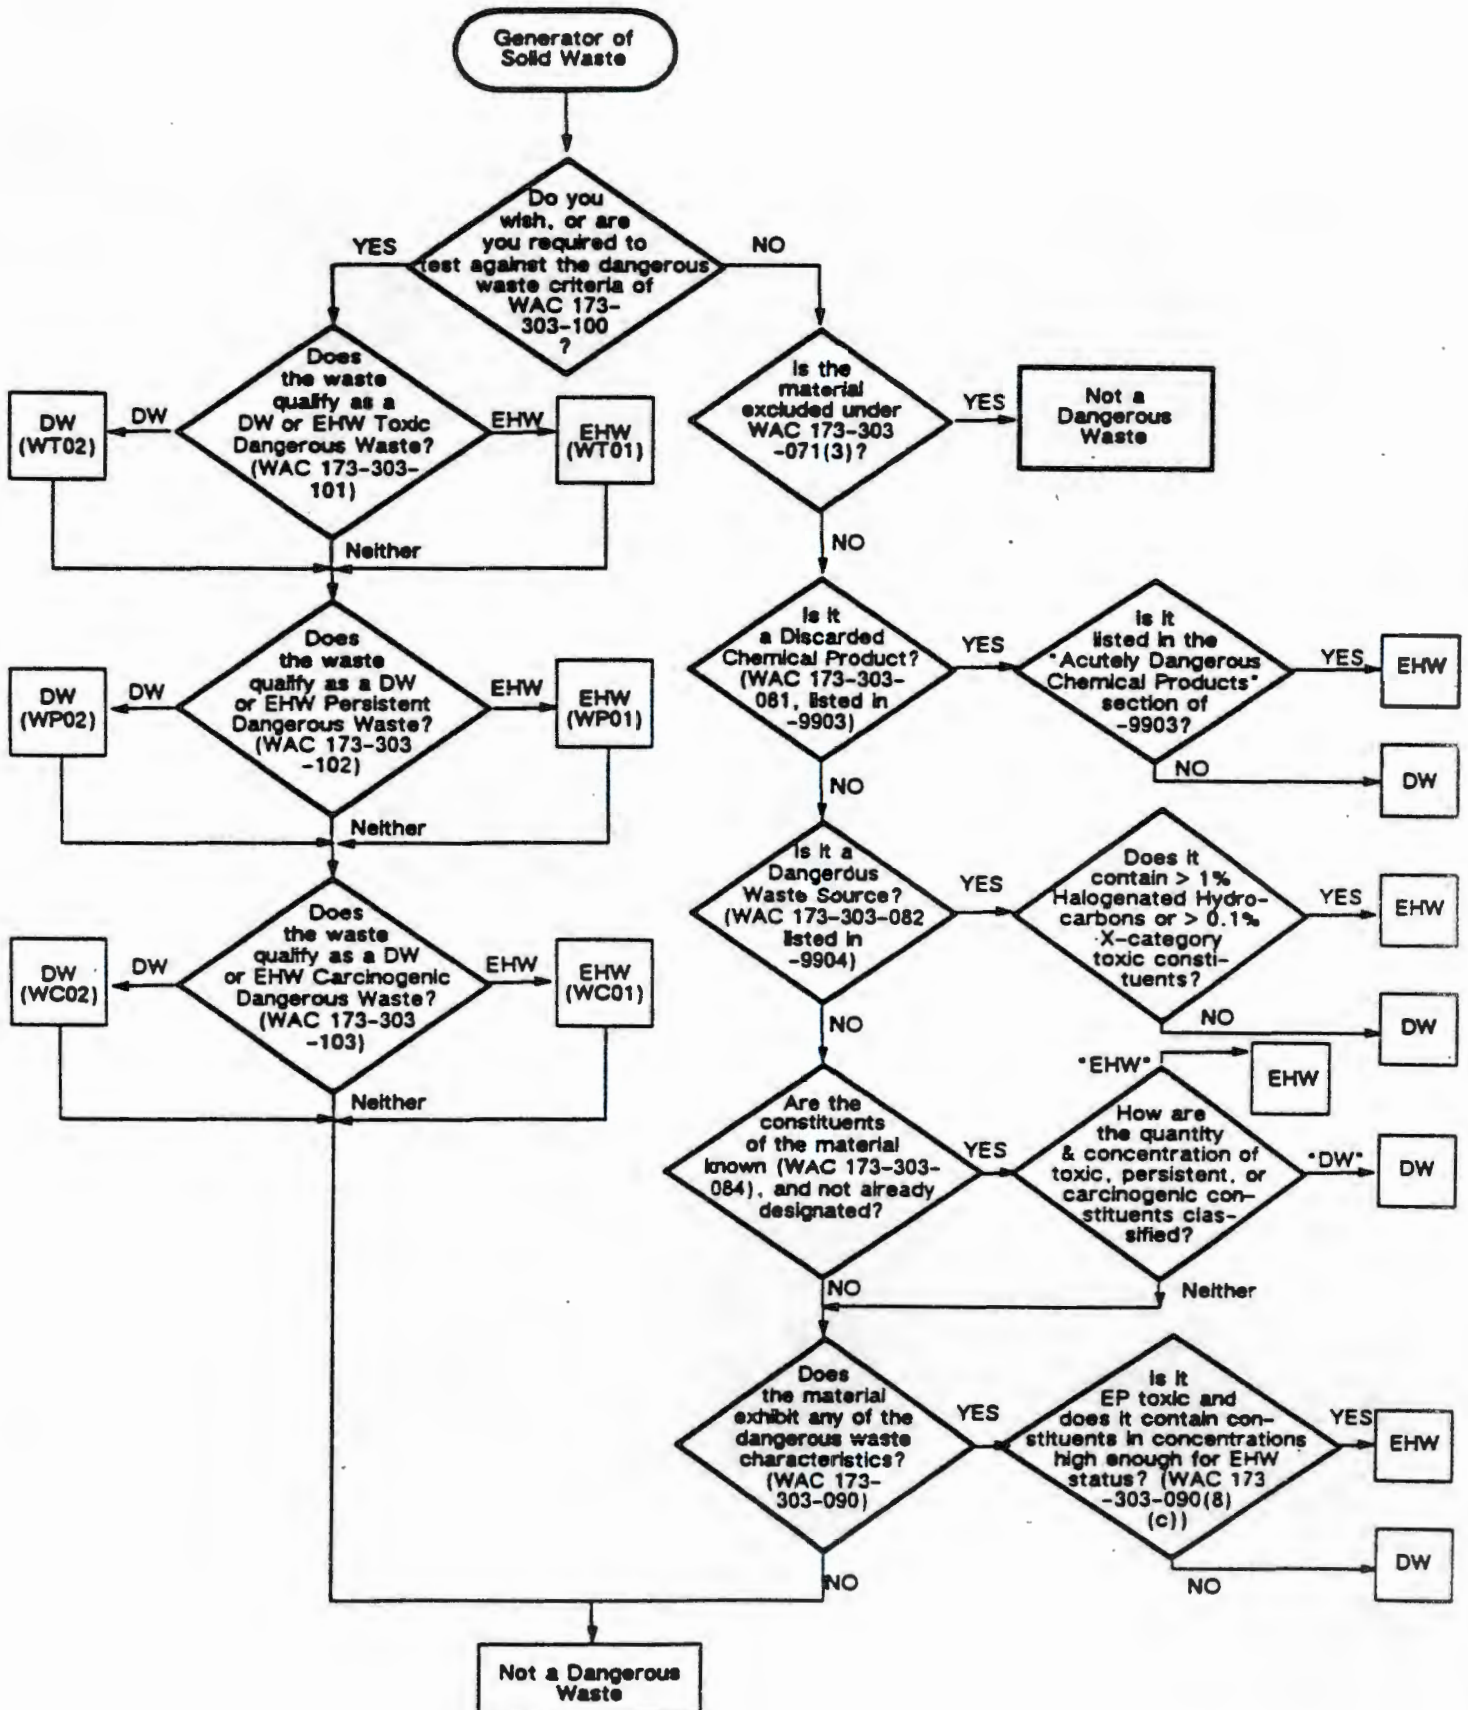 Generator of
Solid Waste
Do you
wish, or are
you required to
test against the dangerous
waste criteria of
WAC 173-
303-100
?
YES
NO
Does
the waste
qualify as a
DW or EHW Toxic
Dangerous Waste?
(WAC 173-303-
101)
DW
DW
(WT02)
EHW
EHW
(WT01)
Neither
Does
the waste
qualify as a DW
or EHW Persistent
Dangerous Waste?
(WAC 173-303
-102)
DW
DW
(WP02)
EHW
EHW
(WP01)
Neither
Does
the waste
qualify as a DW
or EHW Carcinogenic
Dangerous Waste?
(WAC 173-303
-103)
DW
DW
(WC02)
EHW
EHW
(WC01)
Neither
Is the
material
excluded under
WAC 173-303
-071(3)?
YES
Not a
Dangerous
Waste
NO
Is it
a Discarded
Chemical Product?
(WAC 173-303-
081, listed in
-9903)
YES
Is it
listed in the
"Acutely Dangerous
Chemical Products"
section of
-9903?
YES
EHW
NO
DW
NO
Is it a
Dangerous
Waste Source?
(WAC 173-303-082
listed in
-9904)
YES
Does it
contain > 1%
Halogenated Hydro-
carbons or > 0.1%
X-category
toxic consti-
tuents?
YES
EHW
NO
DW
NO
Are the
constituents
of the material
known (WAC 173-303-
084), and not already
designated?
YES
How are
the quantity
& concentration of
toxic, persistent, or
carcinogenic con-
stituents clas-
sified?
"EHW"
EHW
"DW"
DW
Neither
NO
Does
the material
exhibit any of the
dangerous waste
characteristics?
(WAC 173-
303-090)
YES
Is it
EP toxic and
does it contain con-
stituents in concentrations
high enough for EHW
status? (WAC 173
-303-090(8)
(c))
YES
EHW
NO
DW
NO
Not a Dangerous
Waste